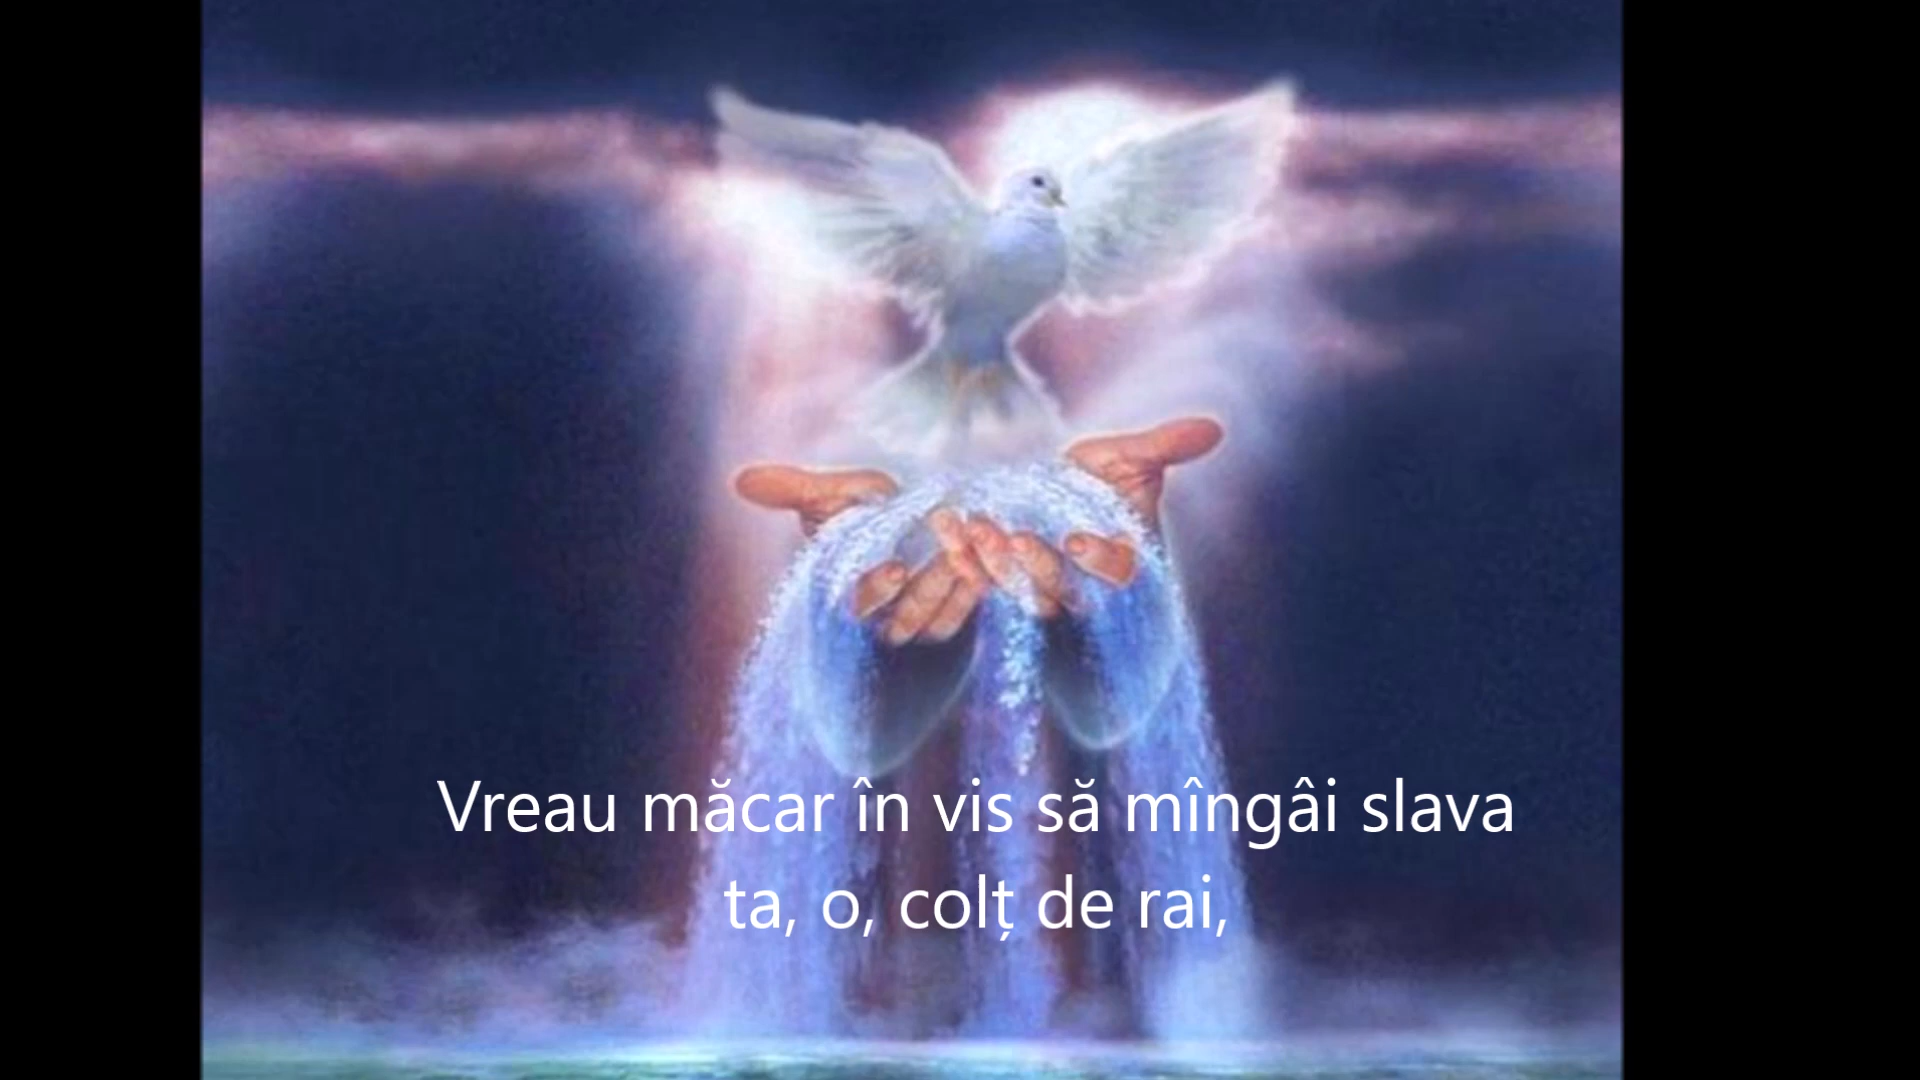 Vreau măcar în vis să mîngâi slava
ta, o, colț de rai,